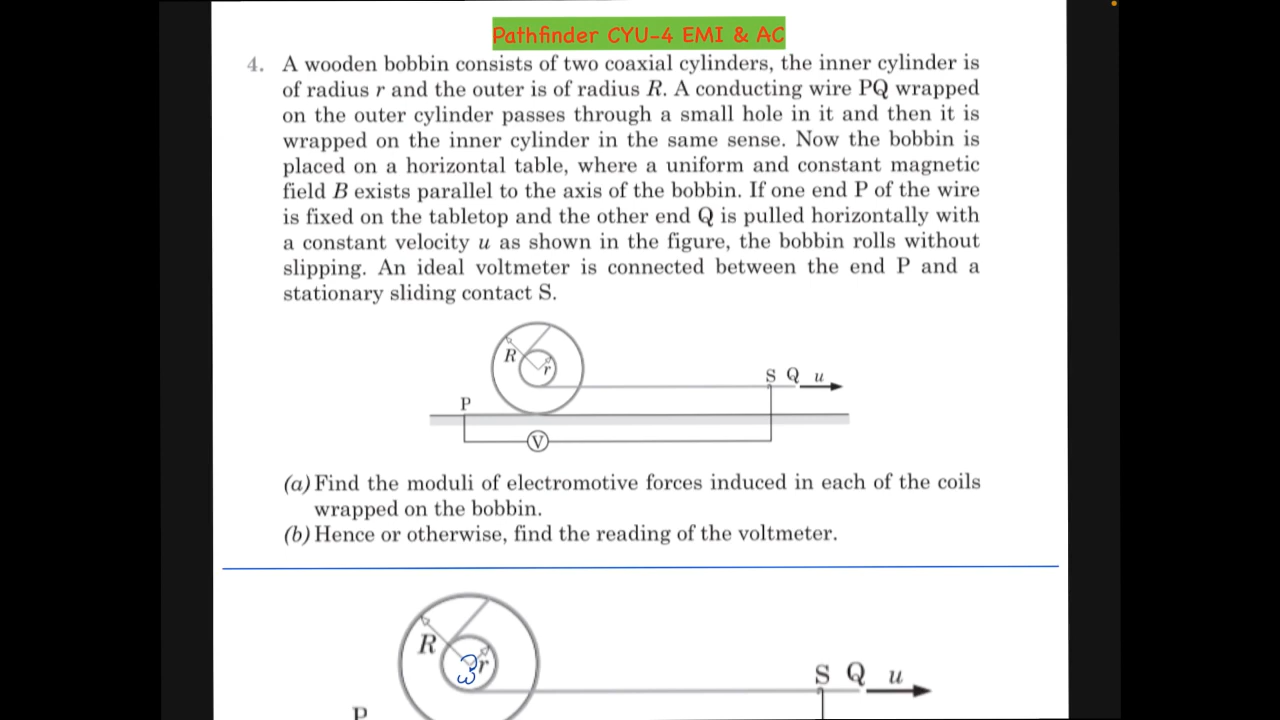 Pathfinder CYU-4 EMI & AC
4. A wooden bobbin consists of two coaxial cylinders, the inner cylinder is
of radius r and the outer is of radius R. A conducting wire PQ wrapped
on the outer cylinder passes through a small hole in it and then it is
wrapped on the inner cylinder in the same sense. Now the bobbin is
placed on a horizontal table, where a uniform and constant magnetic
field B exists parallel to the axis of the bobbin. If one end P of the wire
is fixed on the tabletop and the other end Q is pulled horizontally with
a constant velocity u as shown in the figure, the bobbin rolls without
slipping. An ideal voltmeter is connected between the end P and a
stationary sliding contact S.
R
r
S Q u
P
V
(a) Find the moduli of electromotive forces induced in each of the coils
wrapped on the bobbin.
(b) Hence or otherwise, find the reading of the voltmeter.
R
ω r
S Q u
P